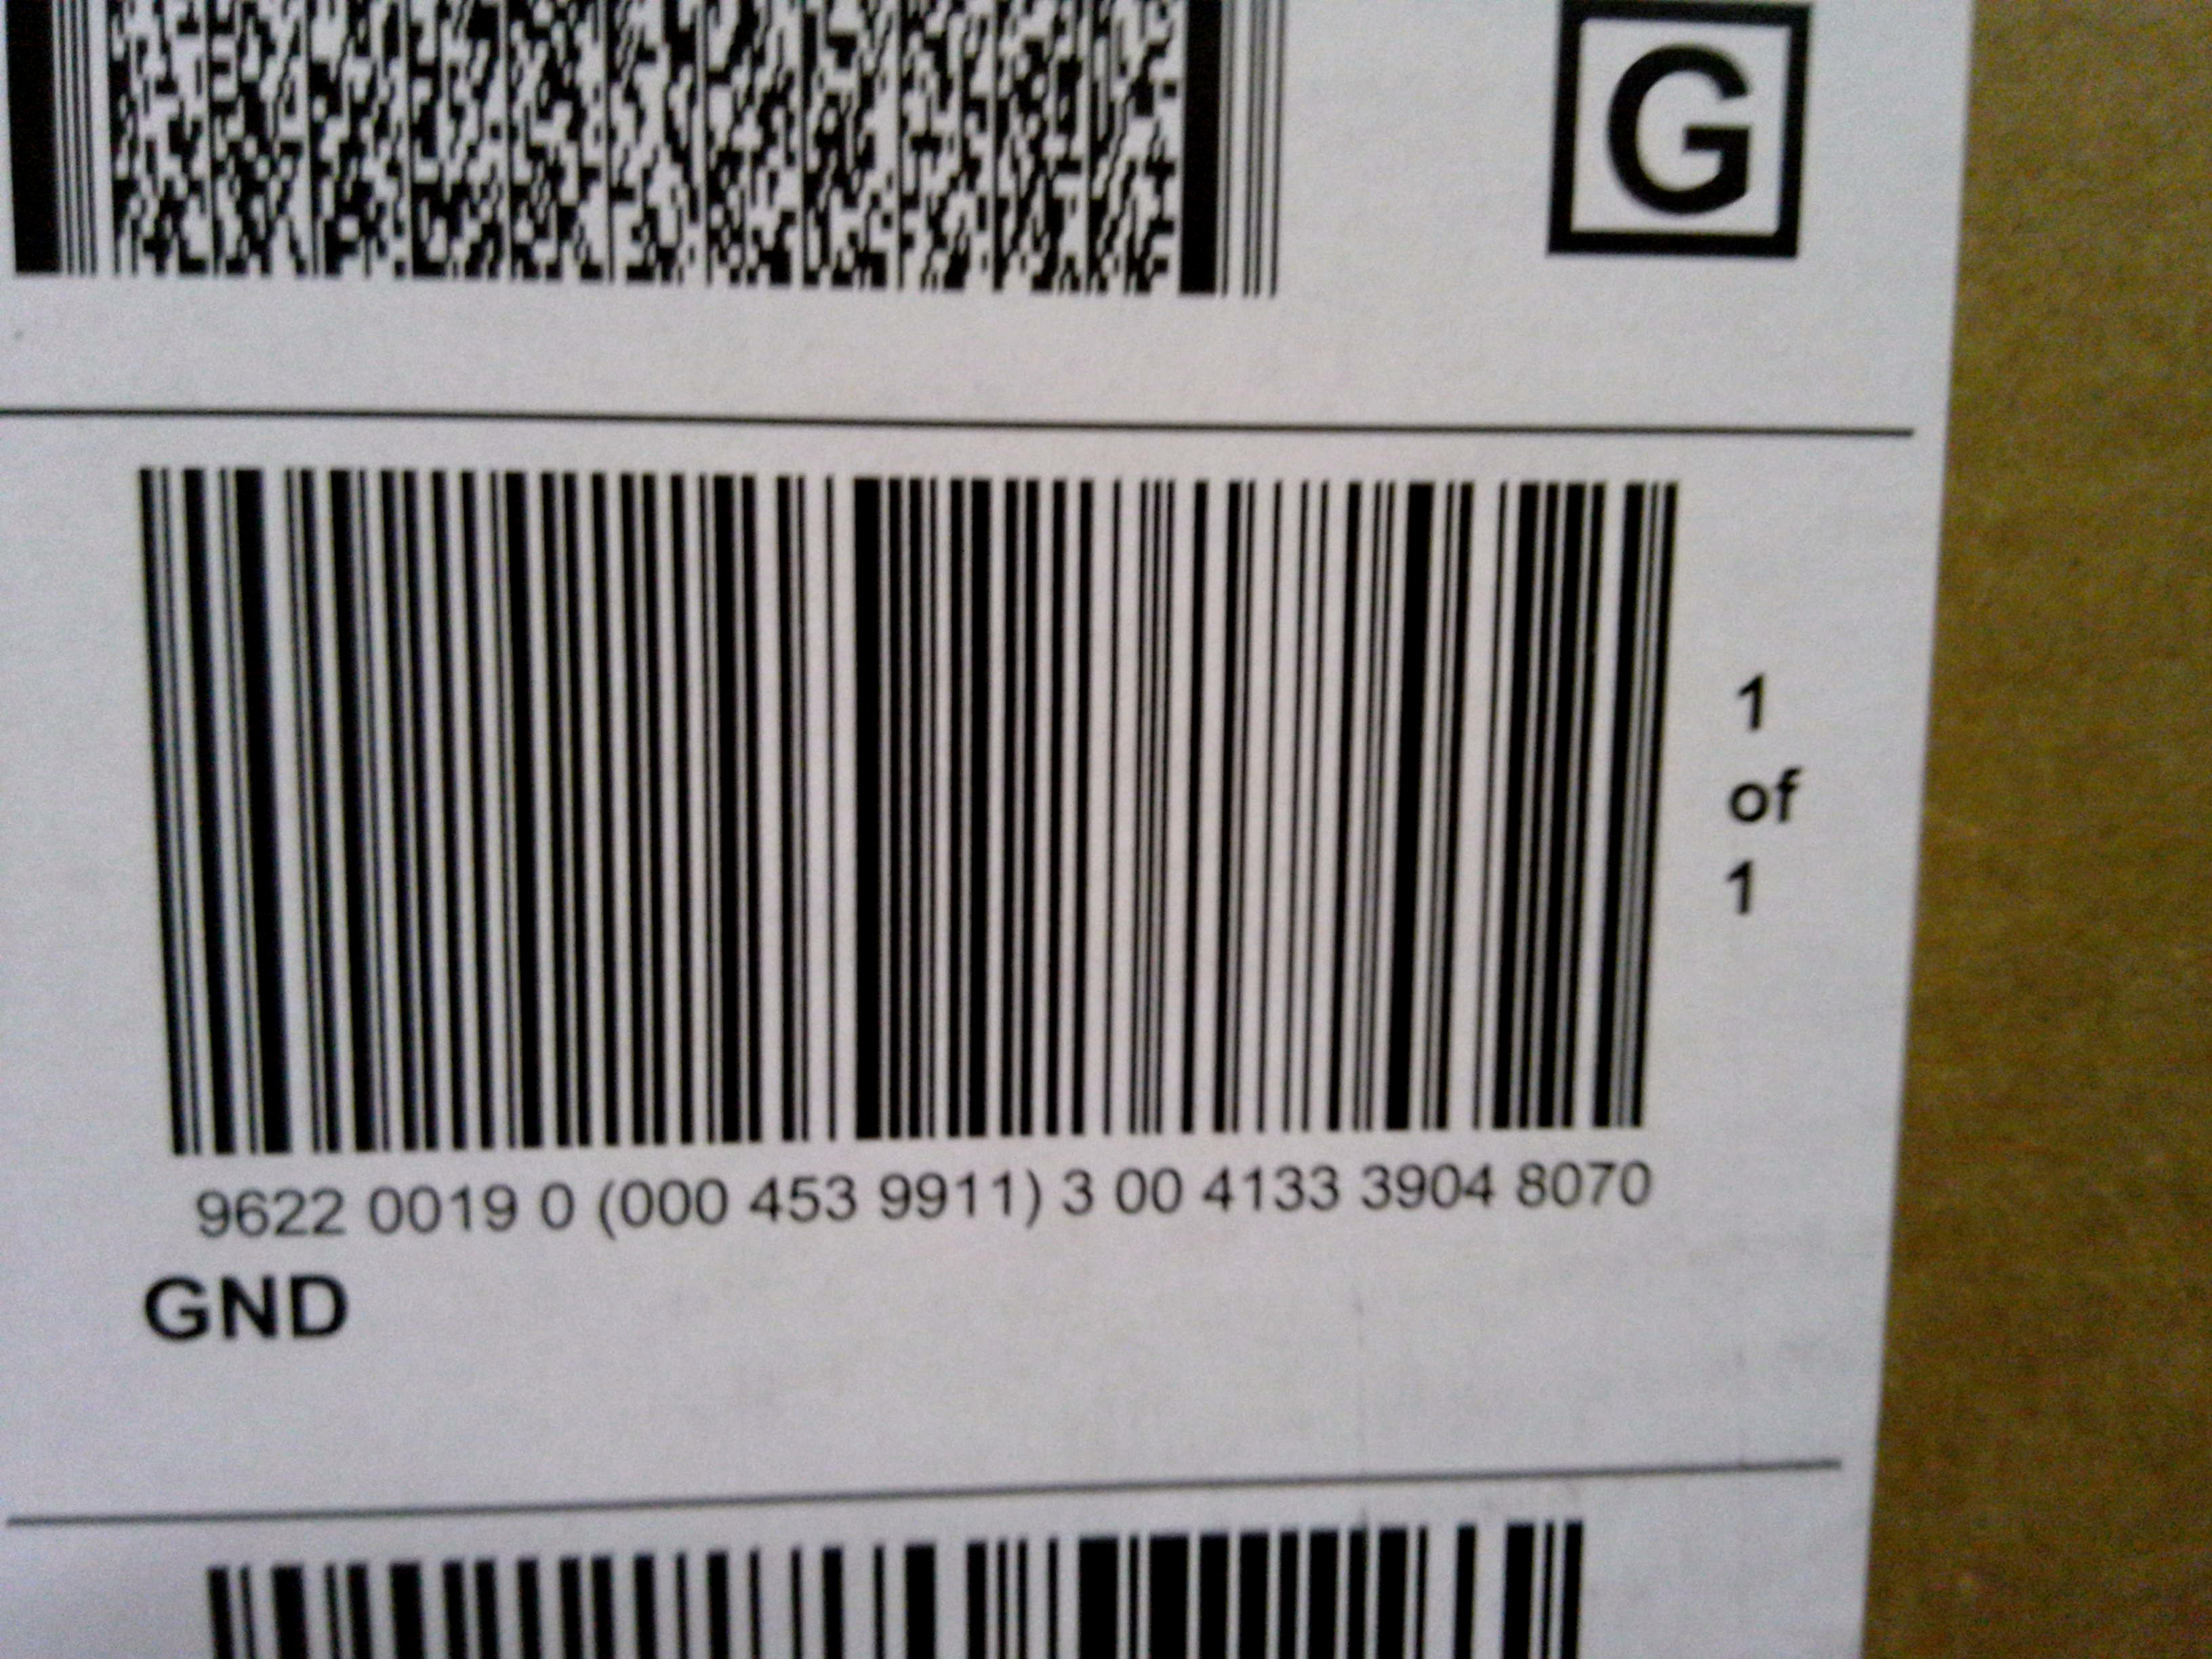 G
1
of
1
9622 0019 0 (000 453 9911) 3 00 4133 3904 8070
GND